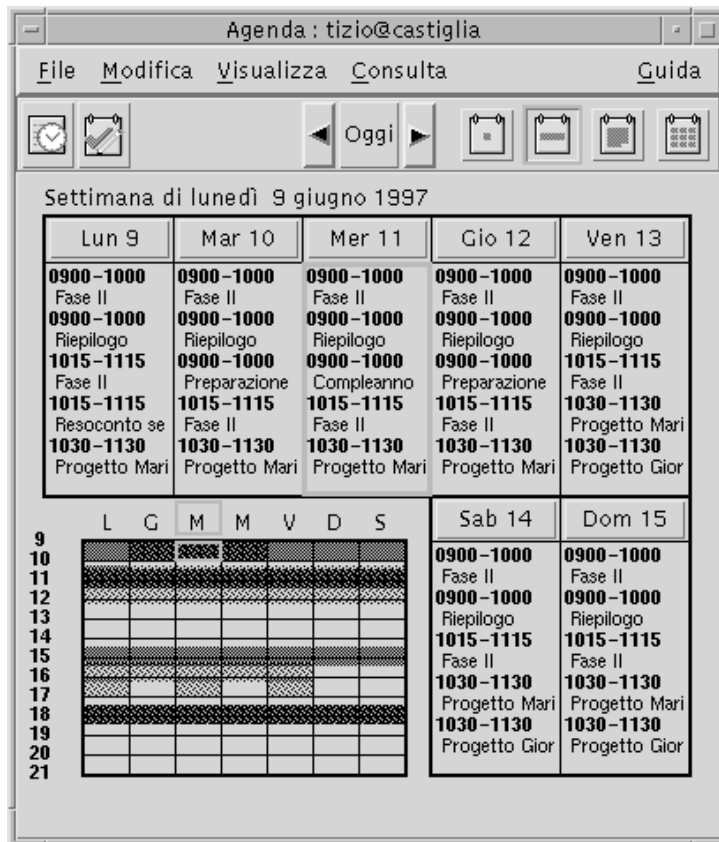 Agenda : tizio@castiglia
File Modifica Visualizza Consulta Guida
Oggi
Settimana di lunedì 9 giugno 1997
Lun 9 Mar 10 Mer 11 Gio 12 Ven 13
0900-1000 0900-1000 0900-1000 0900-1000 0900-1000
Fase II Fase II Fase II Fase II Fase II
0900-1000 0900-1000 0900-1000 0900-1000 0900-1000
Riepilogo Riepilogo Riepilogo Riepilogo Riepilogo
1015-1115 0900-1000 0900-1000 0900-1000 1015-1115
Fase II Preparazione Compleanno Preparazione Fase II
1015-1115 1015-1115 1015-1115 1015-1115 1030-1130
Resoconto se Fase II Fase II Fase II Progetto Mari
1030-1130 1030-1130 1030-1130 1030-1130 1030-1130
Progetto Mari Progetto Mari Progetto Mari Progetto Mari Progetto Gior
L G M M V D S
9
10
11
12
13
14
15
16
17
18
19
20
21
Sab 14 Dom 15
0900-1000 0900-1000
Fase II Fase II
0900-1000 0900-1000
Riepilogo Riepilogo
1015-1115 1015-1115
Fase II Fase II
1030-1130 1030-1130
Progetto Mari Progetto Mari
1030-1130 1030-1130
Progetto Gior Progetto Gior